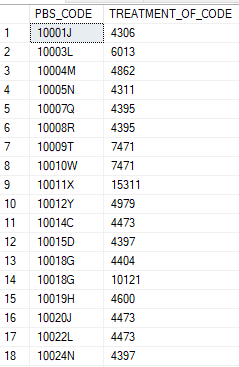 PBS_CODE TREATMENT_OF_CODE
1 10001J 4306
2 10003L 6013
3 10004M 4862
4 10005N 4311
5 10007Q 4395
6 10008R 4395
7 10009T 7471
8 10010W 7471
9 10011X 15311
10 10012Y 4979
11 10014C 4473
12 10015D 4397
13 10018G 4404
14 10018G 10121
15 10019H 4600
16 10020J 4473
17 10022L 4473
18 10024N 4397